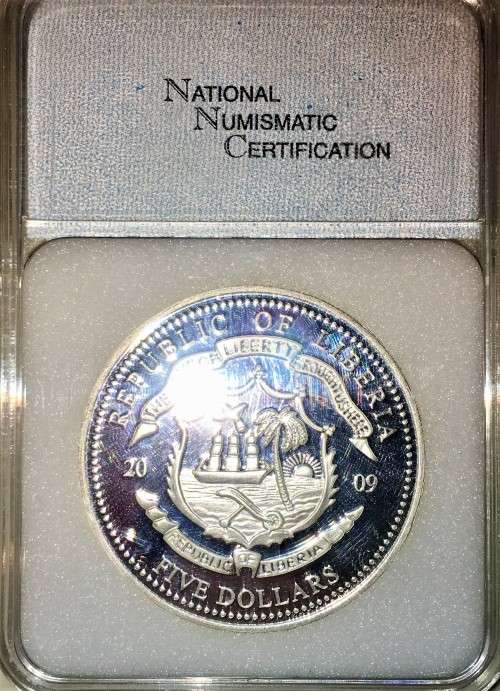 NATIONAL
NUMISMATIC
CERTIFICATION
REPUBLIC OF LIBERIA
THE LOVE OF LIBERTY BROUGHT US HERE
20 09
REPUBLIC OF LIBERIA
FIVE DOLLARS